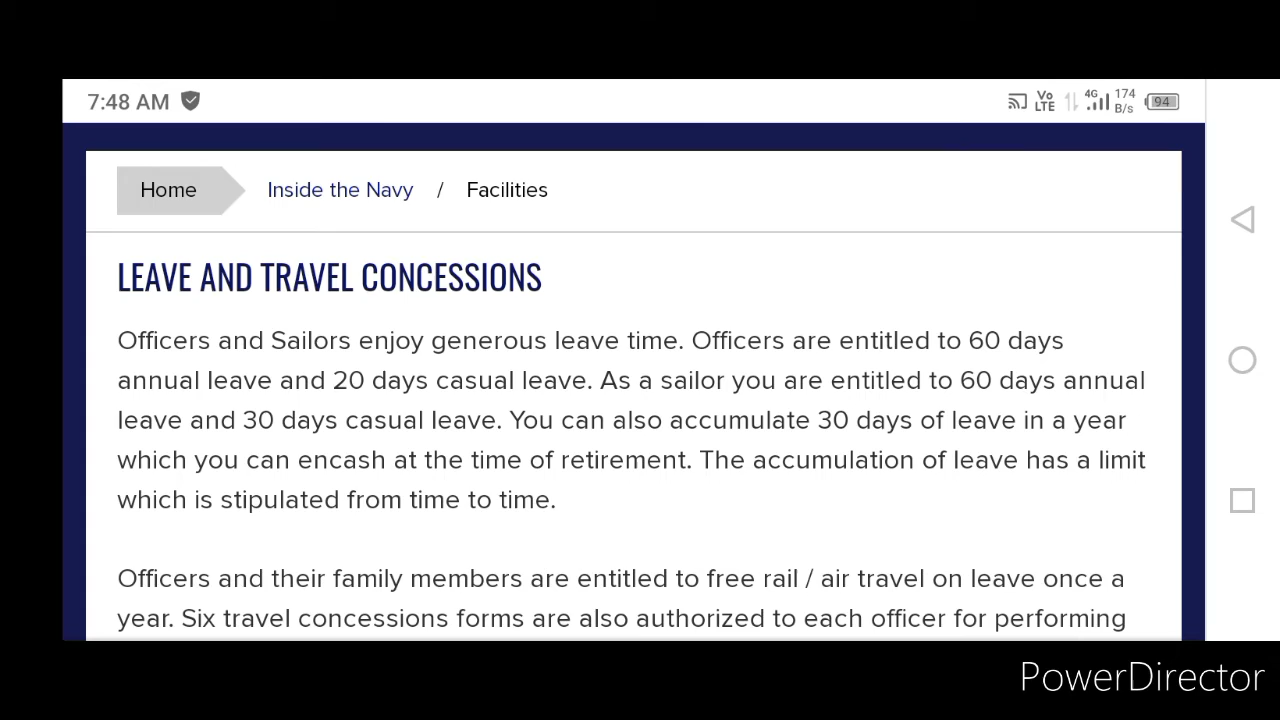 7:48 AM
Vo LTE 4G 174 B/s 94
Home Inside the Navy / Facilities
LEAVE AND TRAVEL CONCESSIONS
Officers and Sailors enjoy generous leave time. Officers are entitled to 60 days
annual leave and 20 days casual leave. As a sailor you are entitled to 60 days annual
leave and 30 days casual leave. You can also accumulate 30 days of leave in a year
which you can encash at the time of retirement. The accumulation of leave has a limit
which is stipulated from time to time.
Officers and their family members are entitled to free rail / air travel on leave once a
year. Six travel concessions forms are also authorized to each officer for performing
PowerDirector